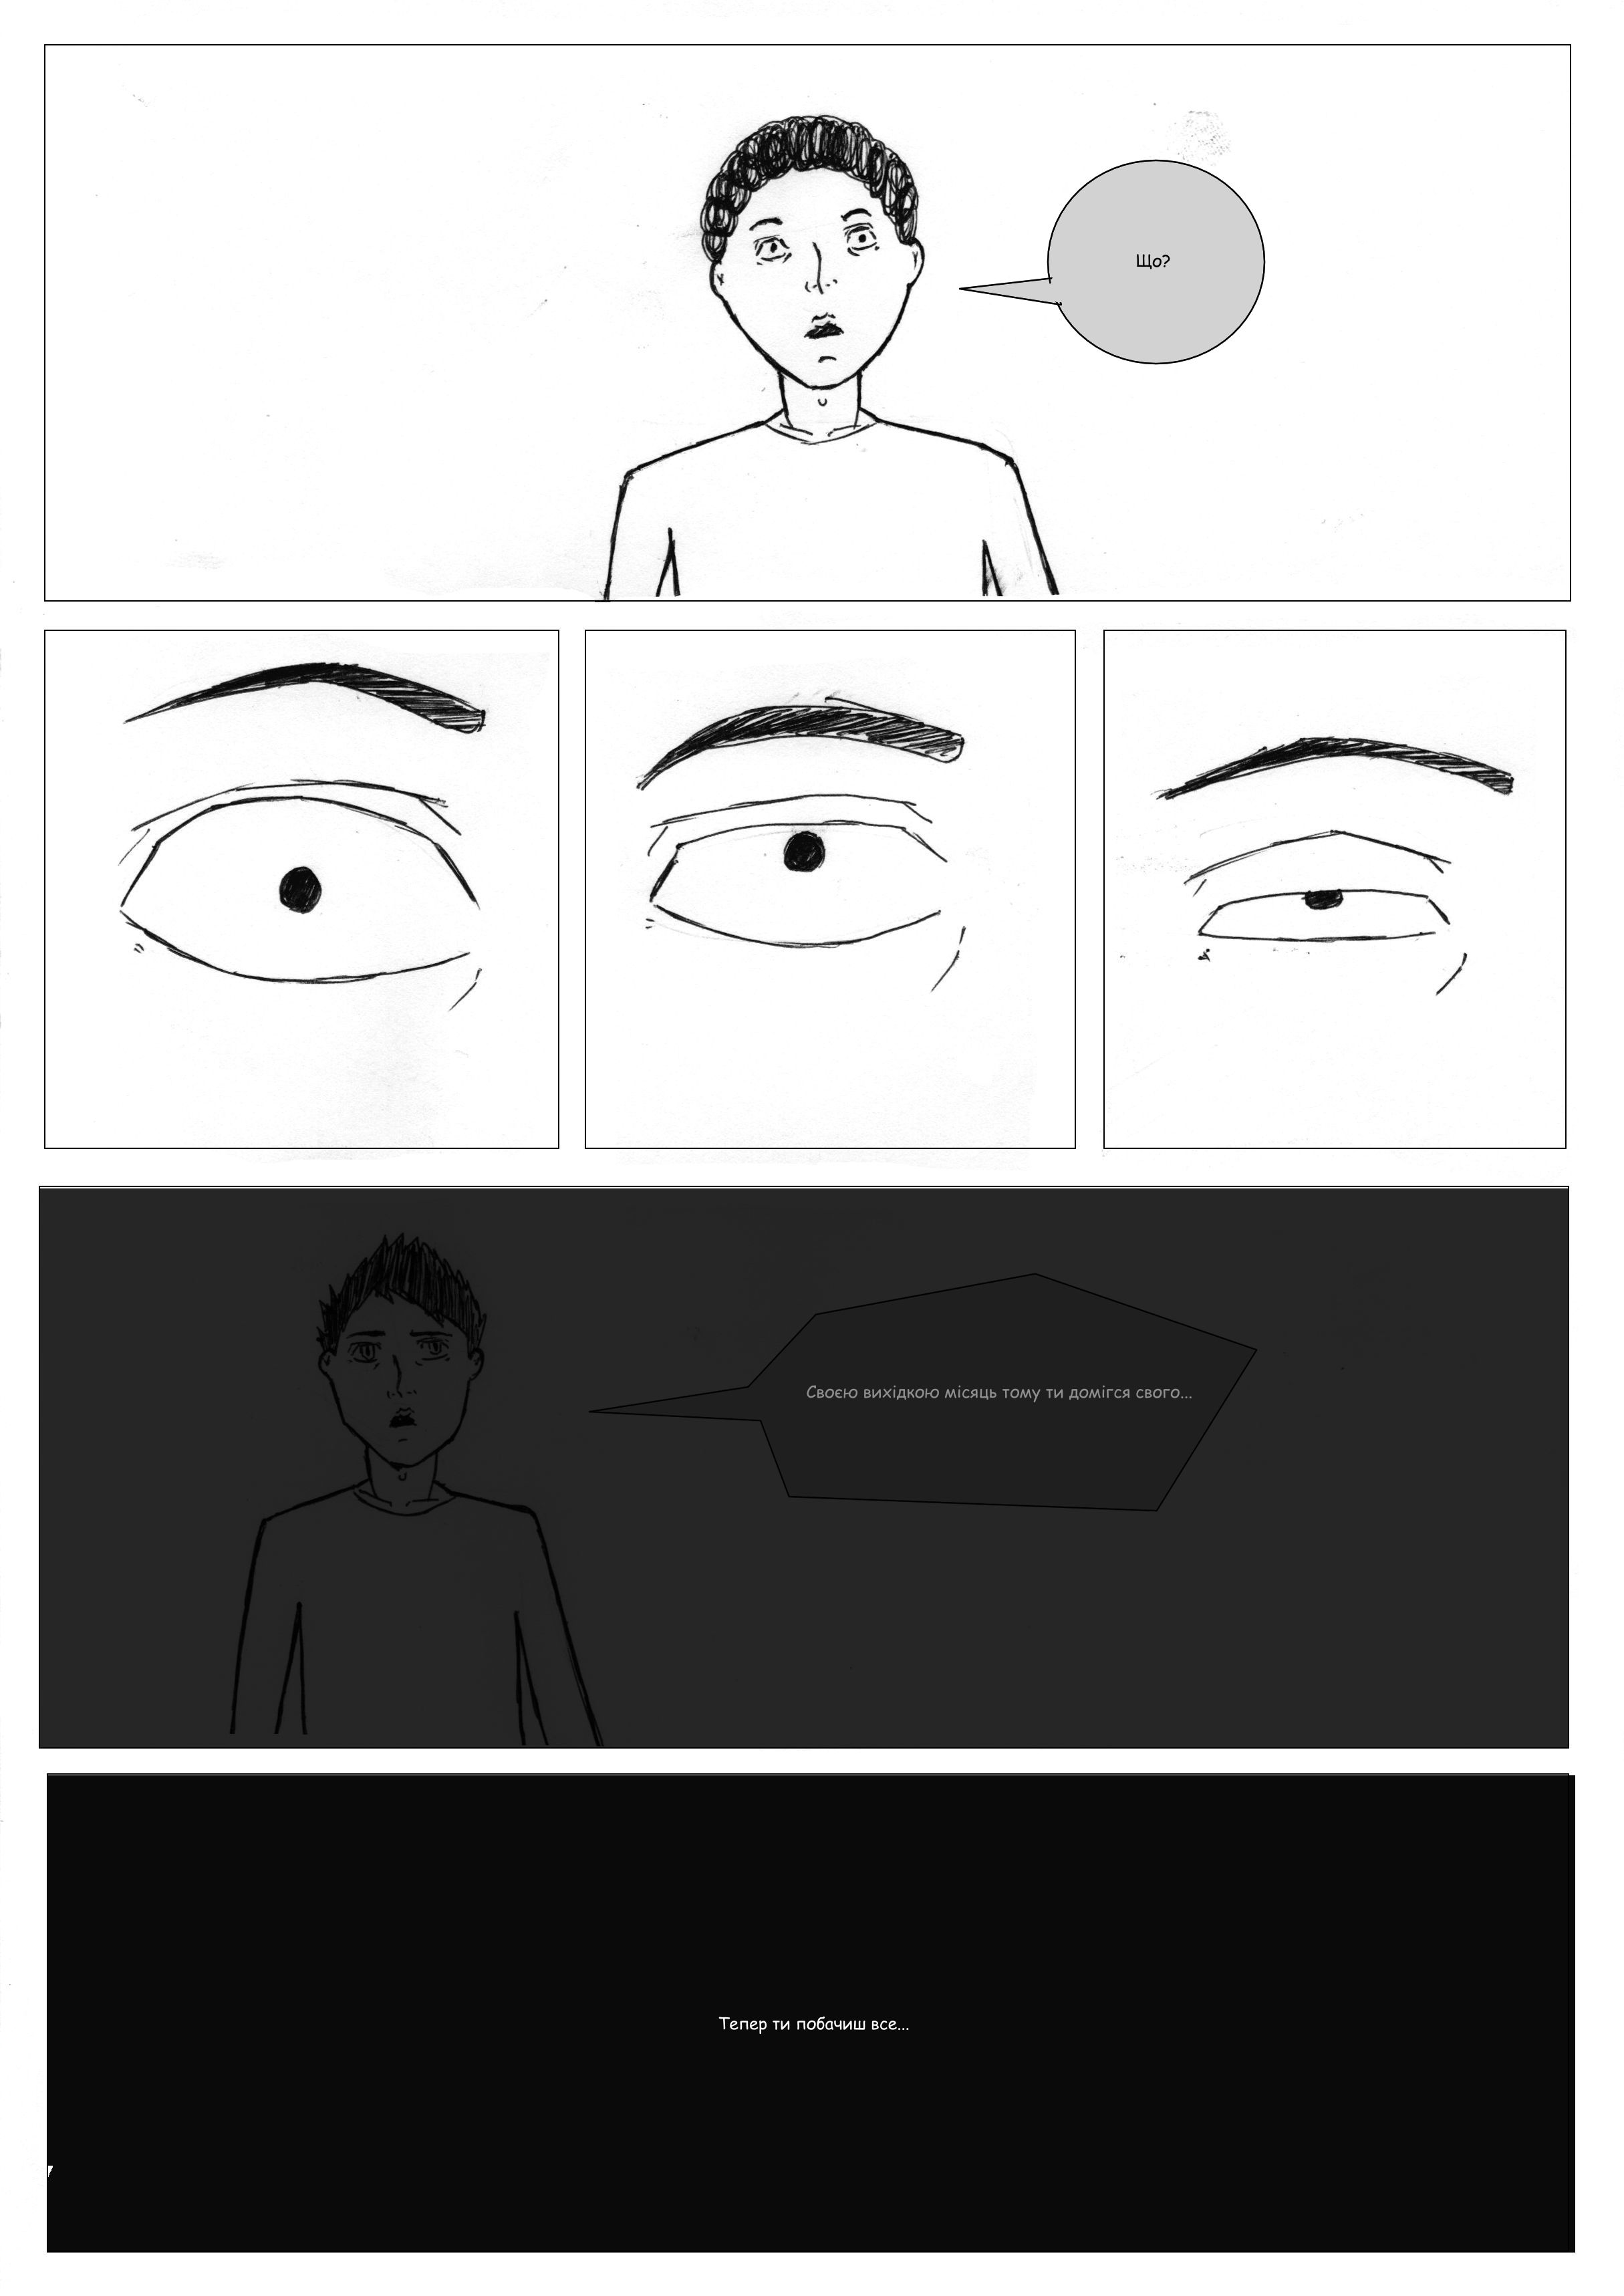 Що?
Своєю вихідкою місяць тому ти домігся свого...
Тепер ти побачиш все...